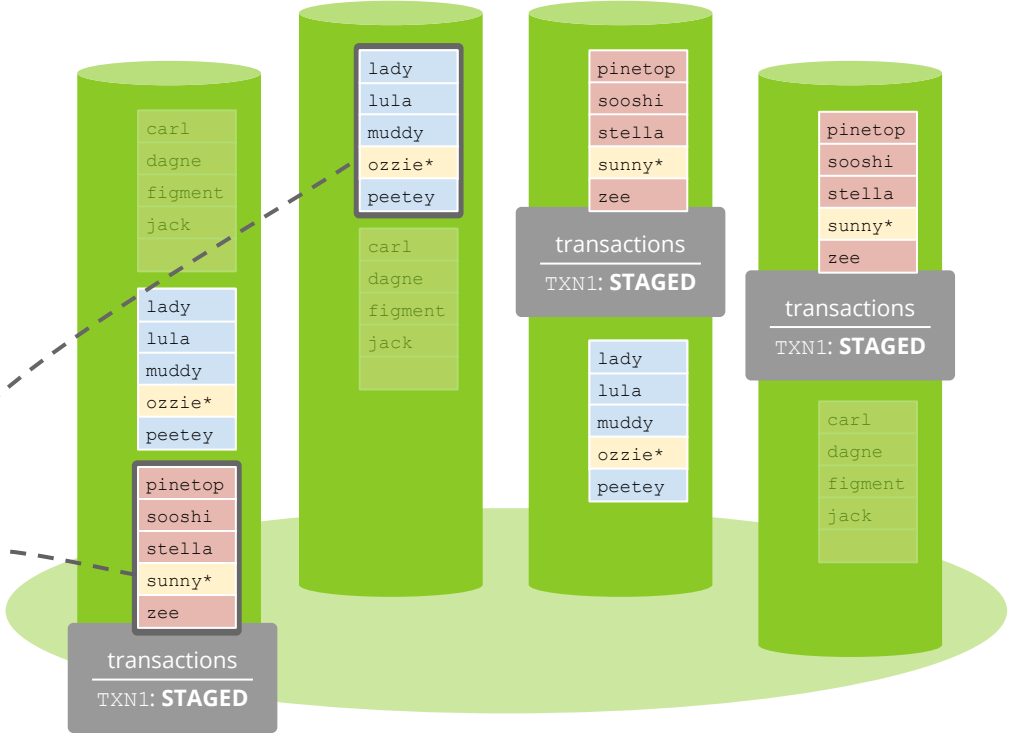 carl
dagne
figment
jack
lady
lula
muddy
ozzie*
peetey
pinetop
sooshi
stella
sunny*
zee
transactions
TXN1: STAGED
lady
lula
muddy
ozzie*
peetey
carl
dagne
figment
jack
pinetop
sooshi
stella
sunny*
zee
transactions
TXN1: STAGED
lady
lula
muddy
ozzie*
peetey
pinetop
sooshi
stella
sunny*
zee
transactions
TXN1: STAGED
carl
dagne
figment
jack